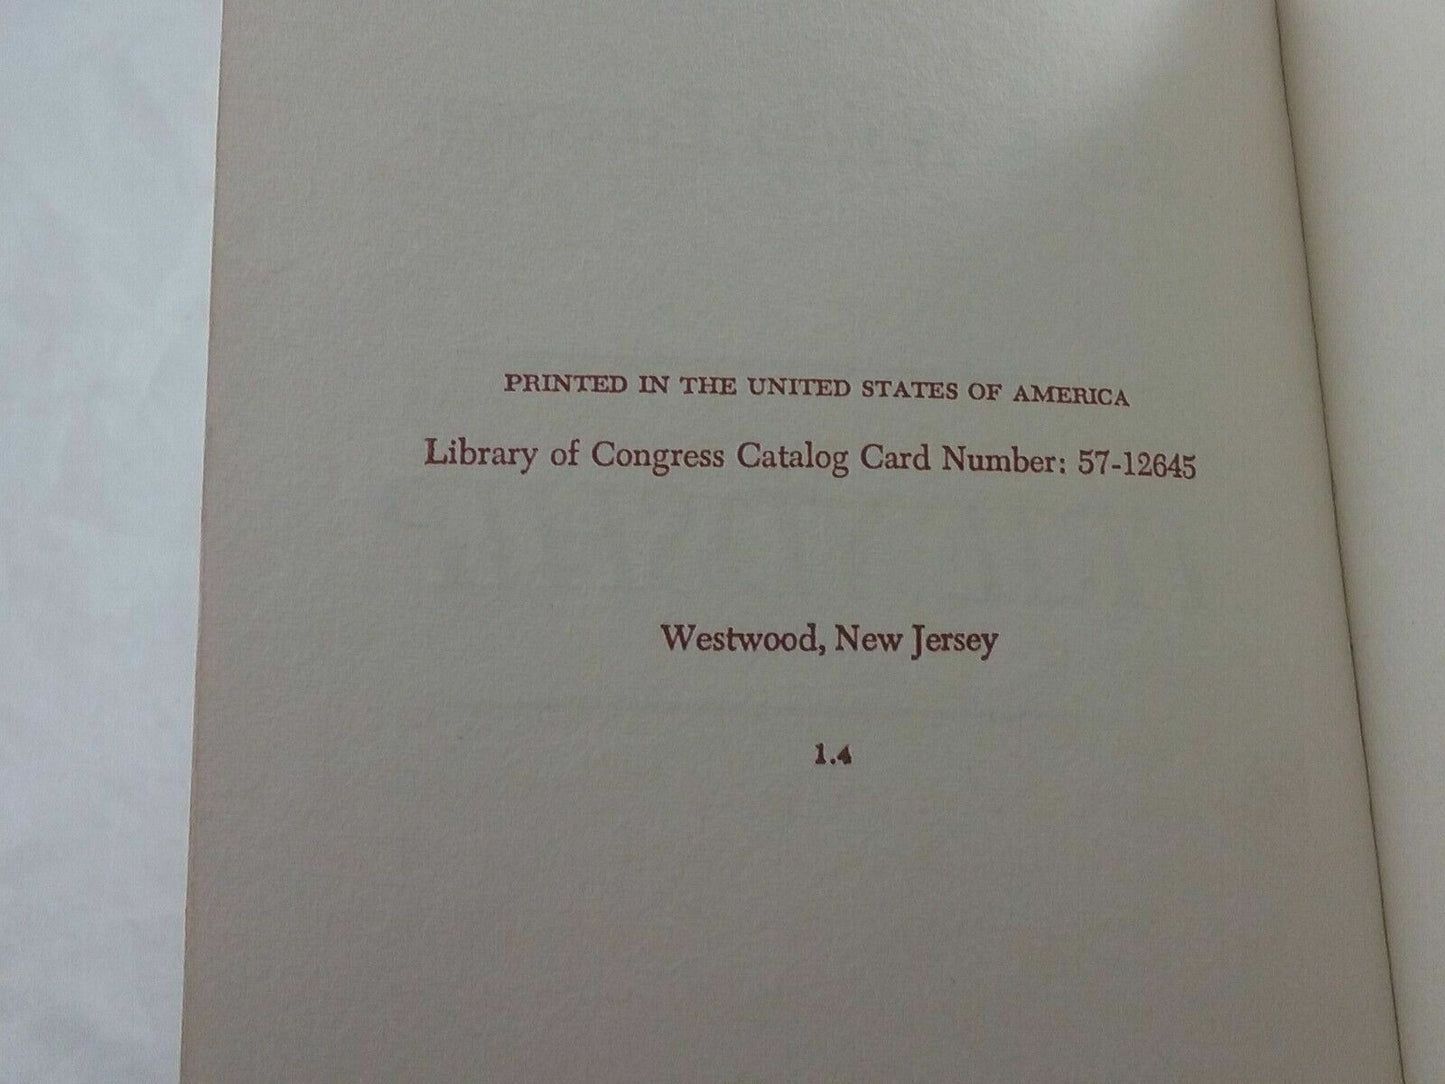 PRINTED IN THE UNITED STATES OF AMERICA
Library of Congress Catalog Card Number: 57-12645
Westwood, New Jersey
1.4